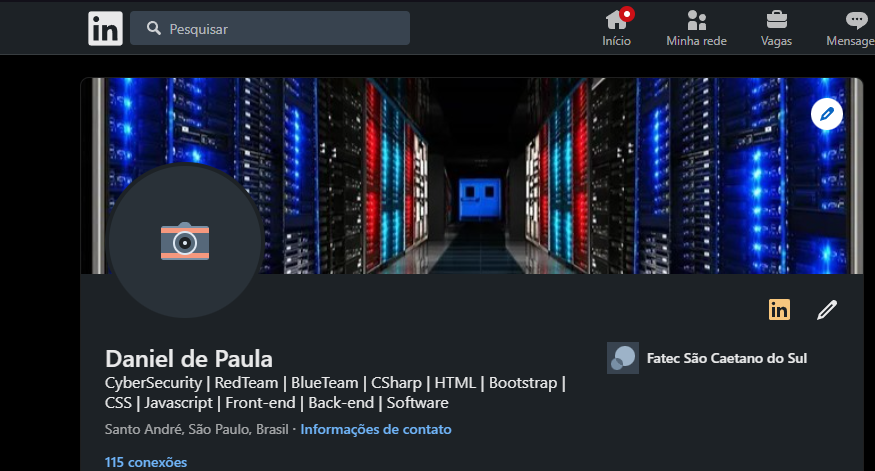 in
Pesquisar
Início
Minha rede
Vagas
Mensage
in
Daniel de Paula
Fatec São Caetano do Sul
CyberSecurity | RedTeam | BlueTeam | CSharp | HTML | Bootstrap |
CSS | Javascript | Front-end | Back-end | Software
Santo André, São Paulo, Brasil · Informações de contato
115 conexões